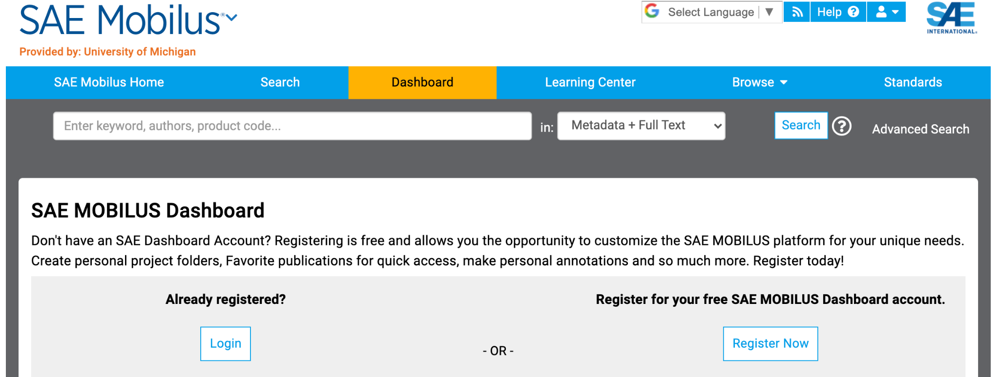 SAE Mobilus®
Select Language ▼
Help ?
SAE
INTERNATIONAL®
Provided by: University of Michigan
SAE Mobilus Home
Search
Dashboard
Learning Center
Browse
Standards
Enter keyword, authors, product code...
in:
Metadata + Full Text
Search
?
Advanced Search
SAE MOBILUS Dashboard
Don't have an SAE Dashboard Account? Registering is free and allows you the opportunity to customize the SAE MOBILUS platform for your unique needs.
Create personal project folders, Favorite publications for quick access, make personal annotations and so much more. Register today!
Already registered?
Login
- OR -
Register for your free SAE MOBILUS Dashboard account.
Register Now